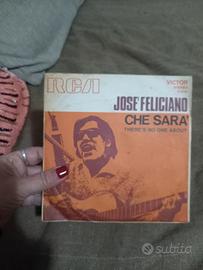 RCA
VICTOR
JOSE' FELICIANO
CHE SARA'
THERE'S NO ONE ABOUT
subito